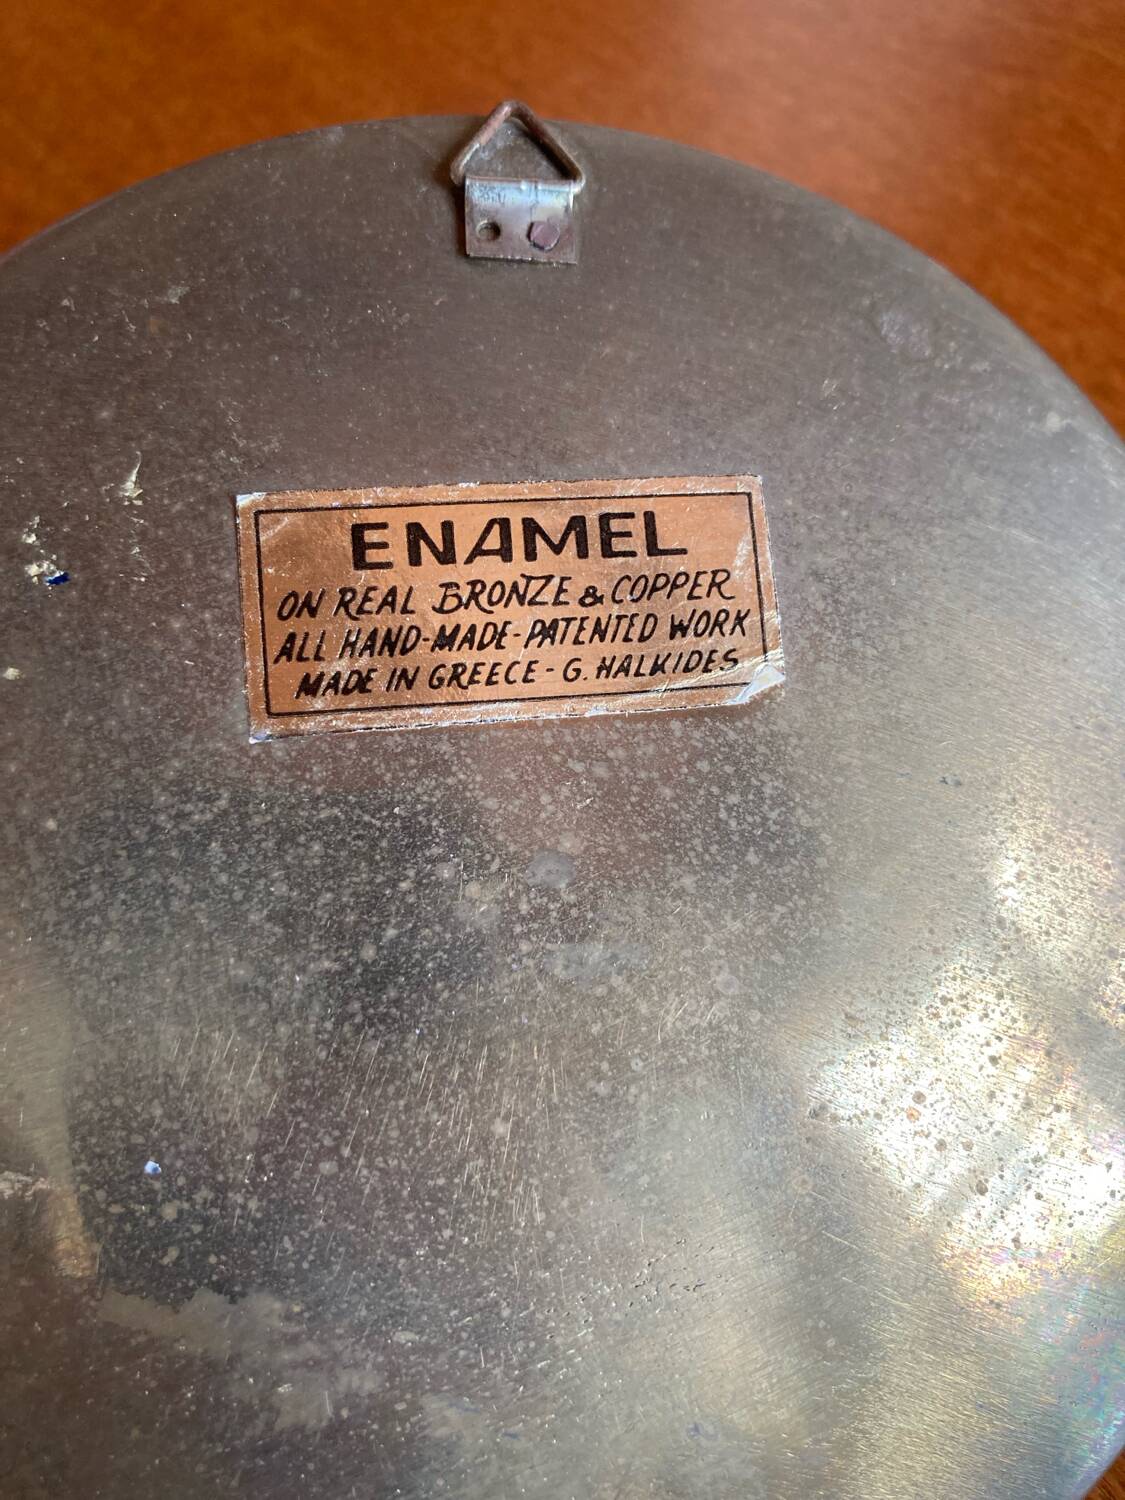 ENAMEL
ON REAL BRONZE & COPPER
ALL HAND-MADE-PATENTED WORK
MADE IN GREECE - G. HALKIDES